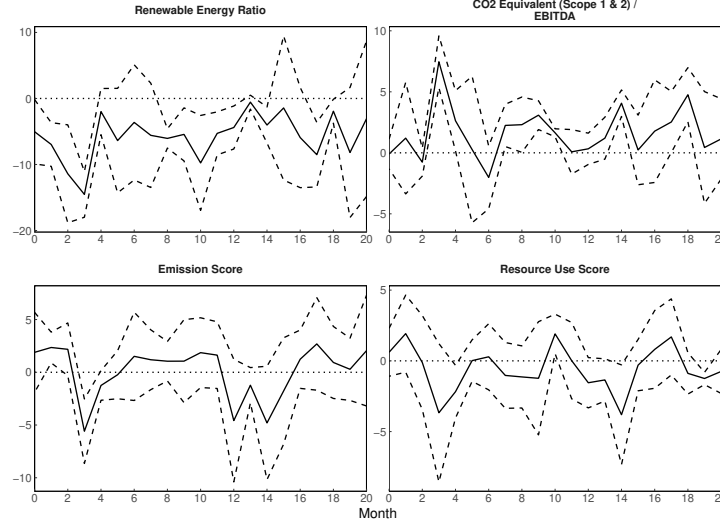 Renewable Energy Ratio
10
0
−10
−20
0 2 4 6 8 10 12 14 16 18 20
CO2 Equivalent (Scope 1 & 2) /
EBITDA
10
5
0
−5
0 2 4 6 8 10 12 14 16 18
Emission Score
5
0
−5
−10
0 2 4 6 8 10 12 14 16 18 20
Resource Use Score
5
0
−5
0 2 4 6 8 10 12 14 16 18
Month